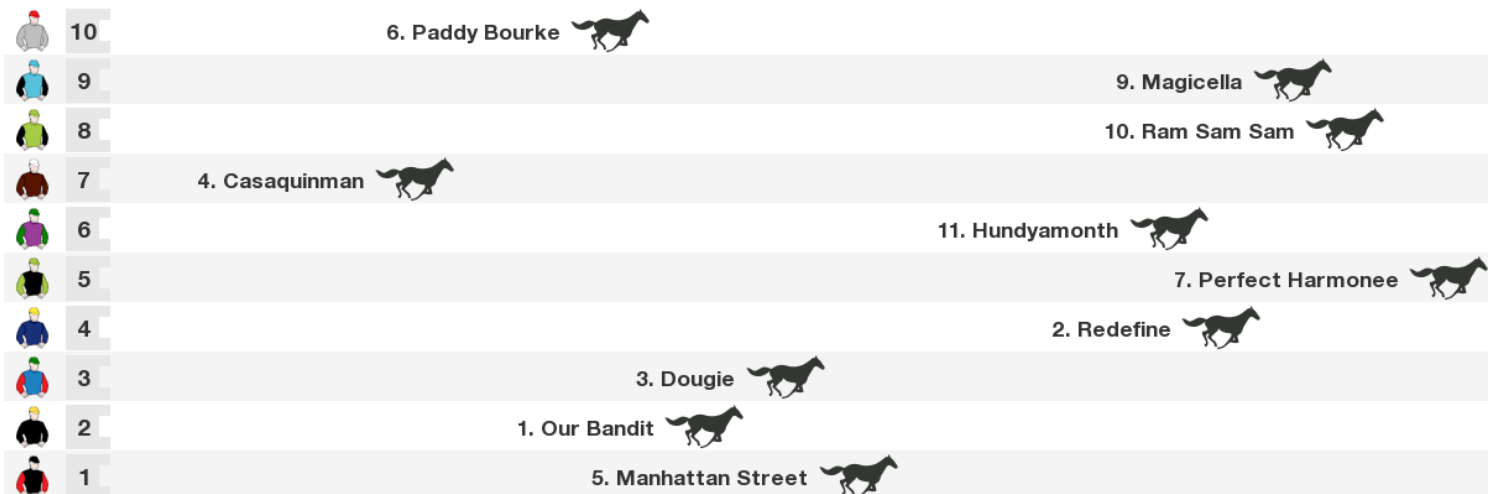 10 6. Paddy Bourke
9 9. Magicella
8 10. Ram Sam Sam
7 4. Casaquinman
6 11. Hundyamonth
5 7. Perfect Harmonee
4 2. Redefine
3 3. Dougie
2 1. Our Bandit
1 5. Manhattan Street